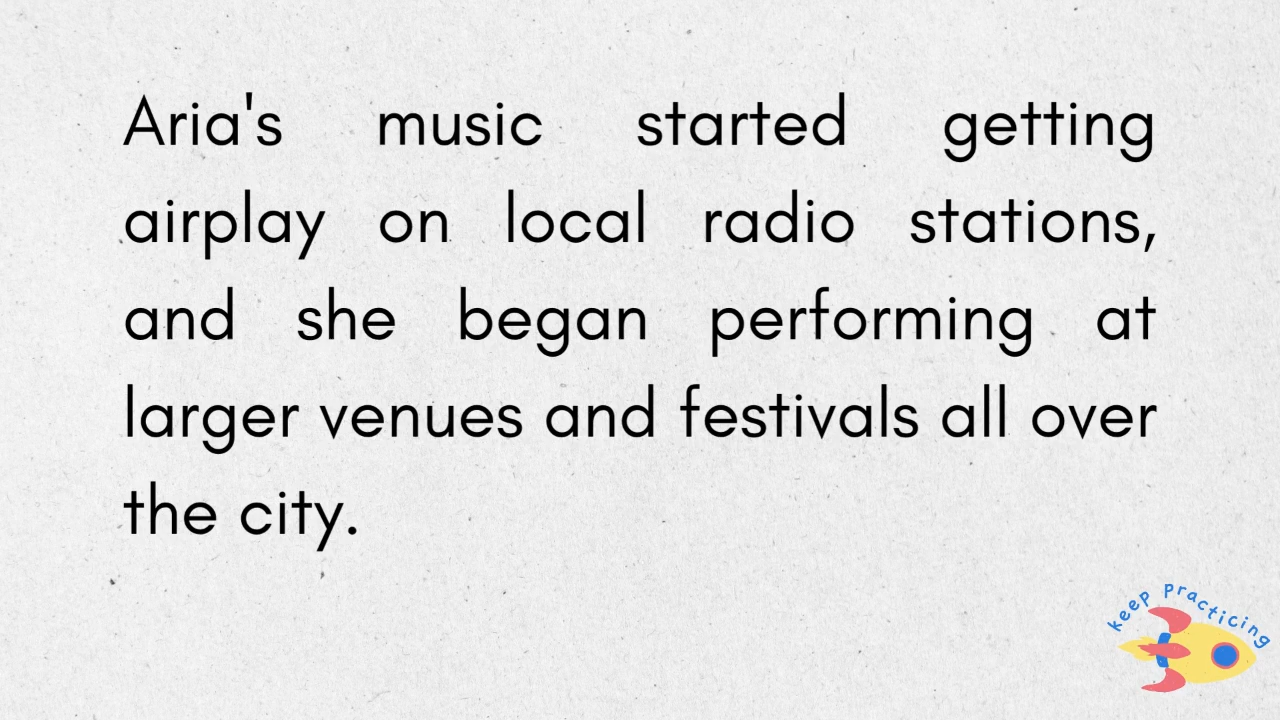 Aria's music started getting
airplay on local radio stations,
and she began performing at
larger venues and festivals all over
the city.
keep practicing